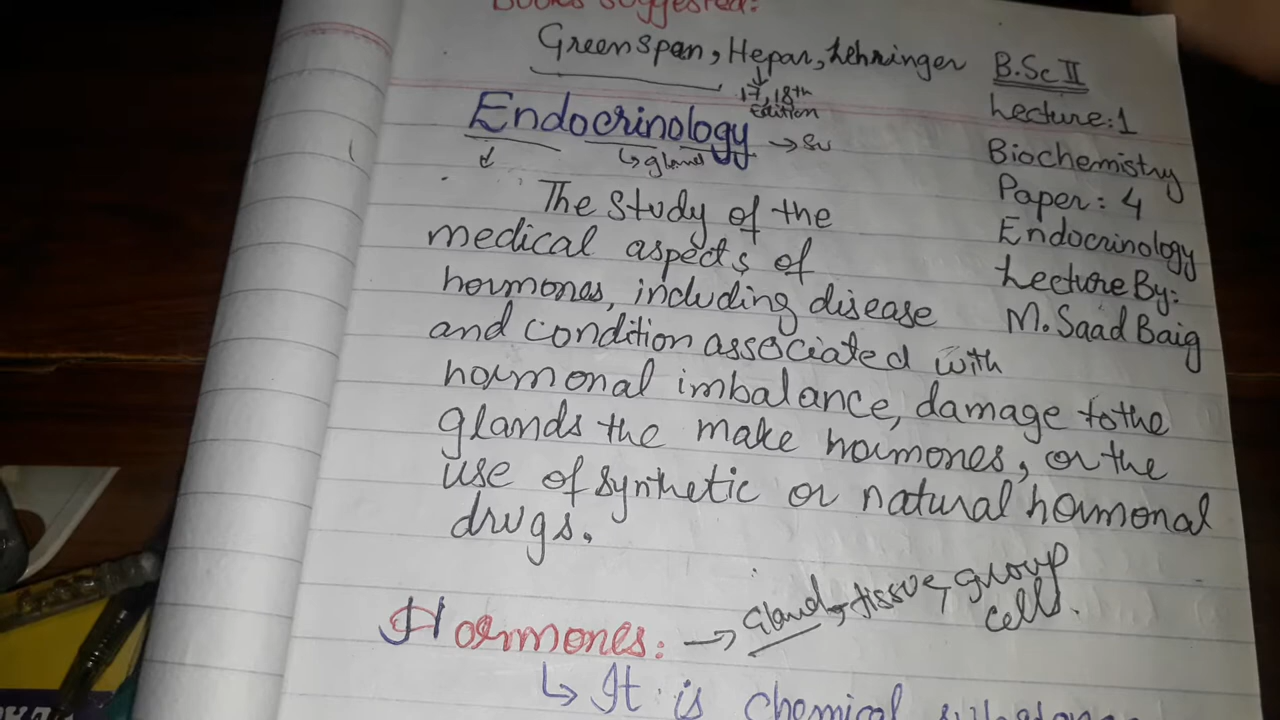 Books suggested:
Greenspan, Hepar, Lehninger
17, 18th
Edition
B.Sc II
Lecture:1
Biochemistry
Paper: 4
Endocrinology
Lecture By:
M. Saad Baig
Endocrinology → Su
↳ gland
The study of the
medical aspects of
hormones, including disease
and condition associated with
hormonal imbalance, damage to the
glands the make hormones, or the
use of synthetic or natural hormonal
drugs.
Hormones: → Gland, tissue, group
cells.
↳ It is chemical